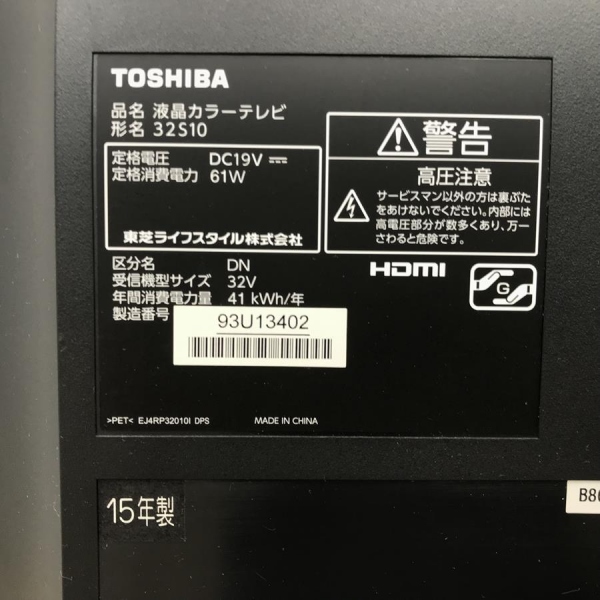 TOSHIBA
品名 液晶カラーテレビ
形名 32S10
定格電圧 DC19V ⎓
定格消費電力 61W
東芝ライフスタイル株式会社
警告
高圧注意
サービスマン以外の方は裏ぶた
をあけないでください。内部には
高電圧部分が数多くあり、万一
さわると危険です。
区分名 DN
受信機型サイズ 32V
年間消費電力量 41 kWh/年
製造番号
93U13402
HDMI
G
>PET< EJ4RP32010I DPS
MADE IN CHINA
15年製